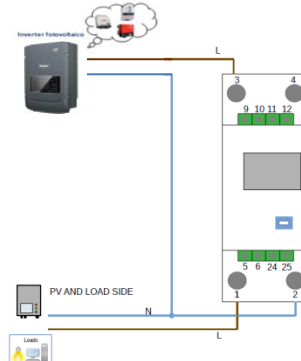 Inverter fotovoltaico
L
3 4
9 10 11 12
5 6 24 25
PV AND LOAD SIDE
1 2
N
L
Loads